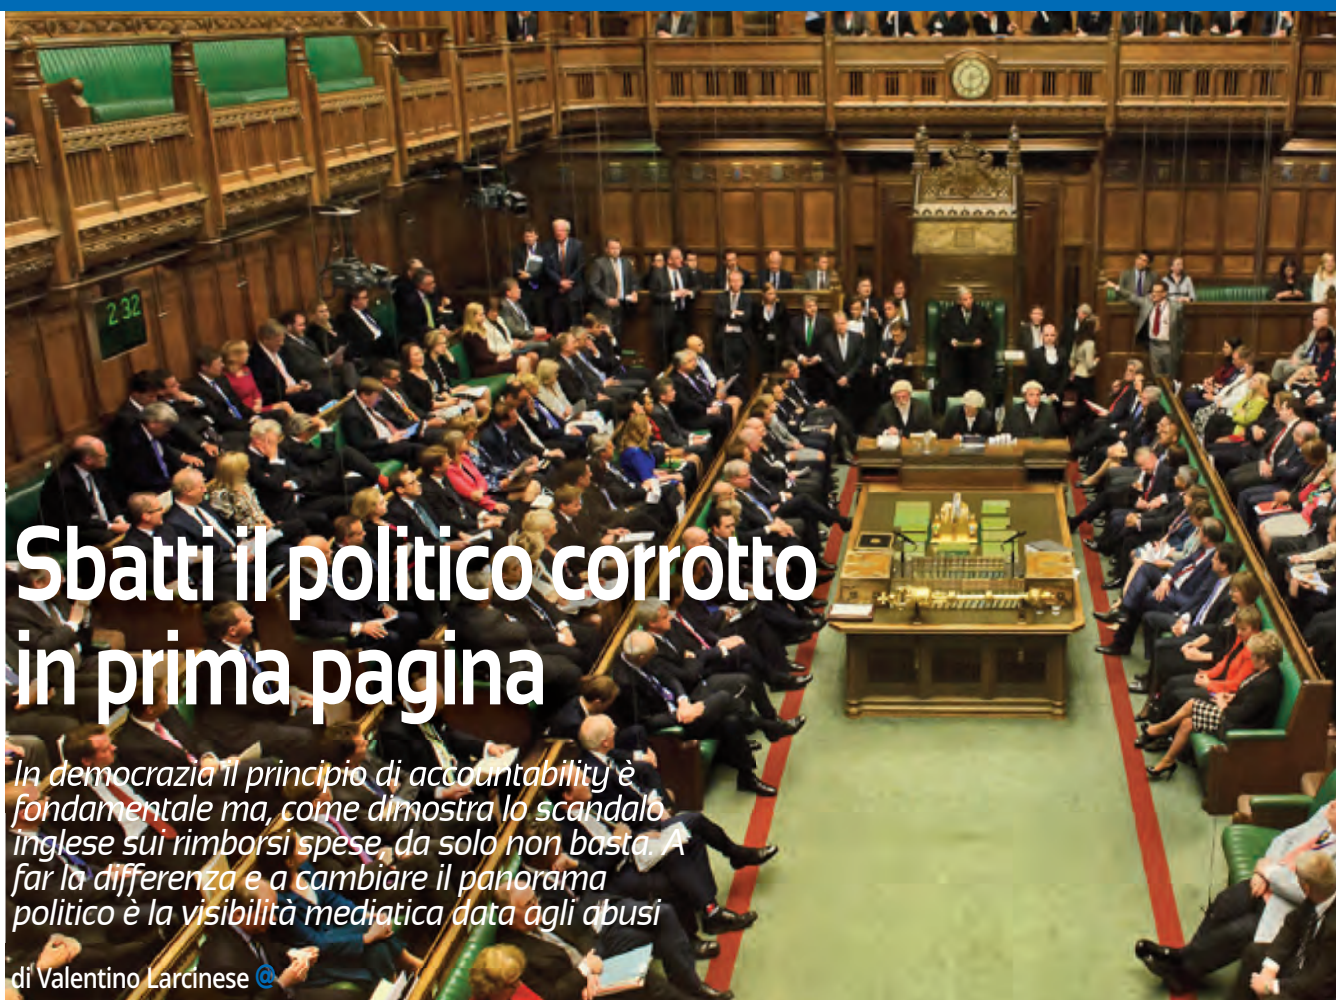 2 32
Sbatti il politico corrotto
in prima pagina
In democrazia il principio di accountability è
fondamentale ma, come dimostra lo scandalo
inglese sui rimborsi spese, da solo non basta. A
far la differenza e a cambiare il panorama
politico è la visibilità mediatica data agli abusi
di Valentino Larcinese @